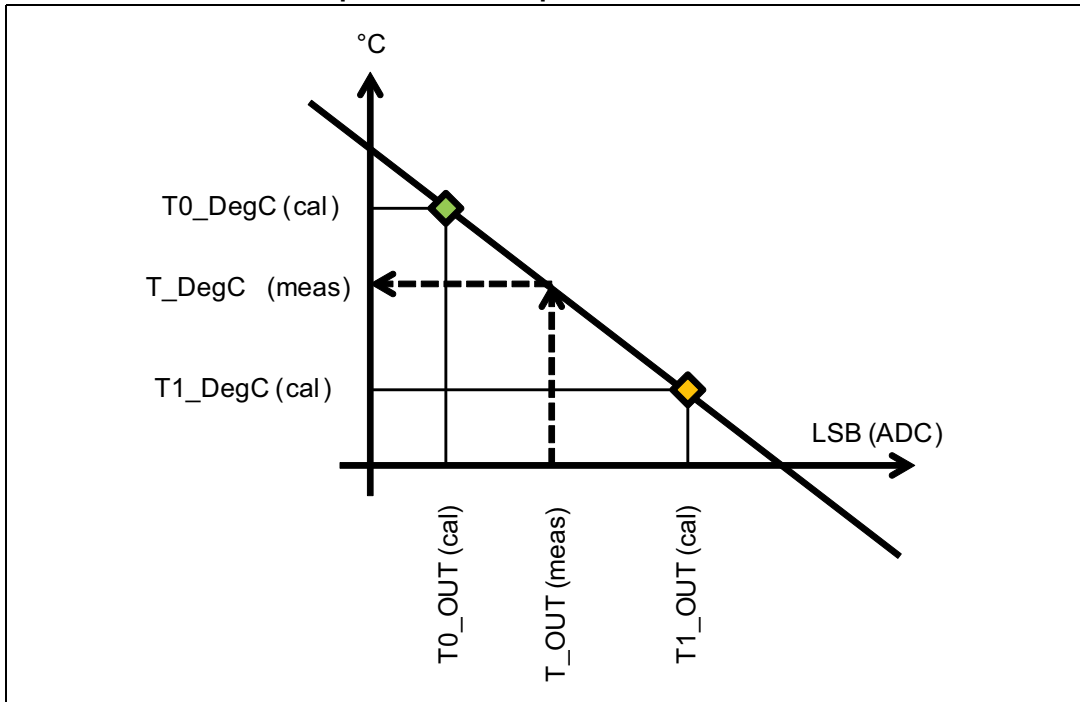 °C
T0_DegC (cal)
T_DegC (meas)
T1_DegC (cal)
LSB (ADC)
T0_OUT (cal)
T_OUT (meas)
T1_OUT (cal)